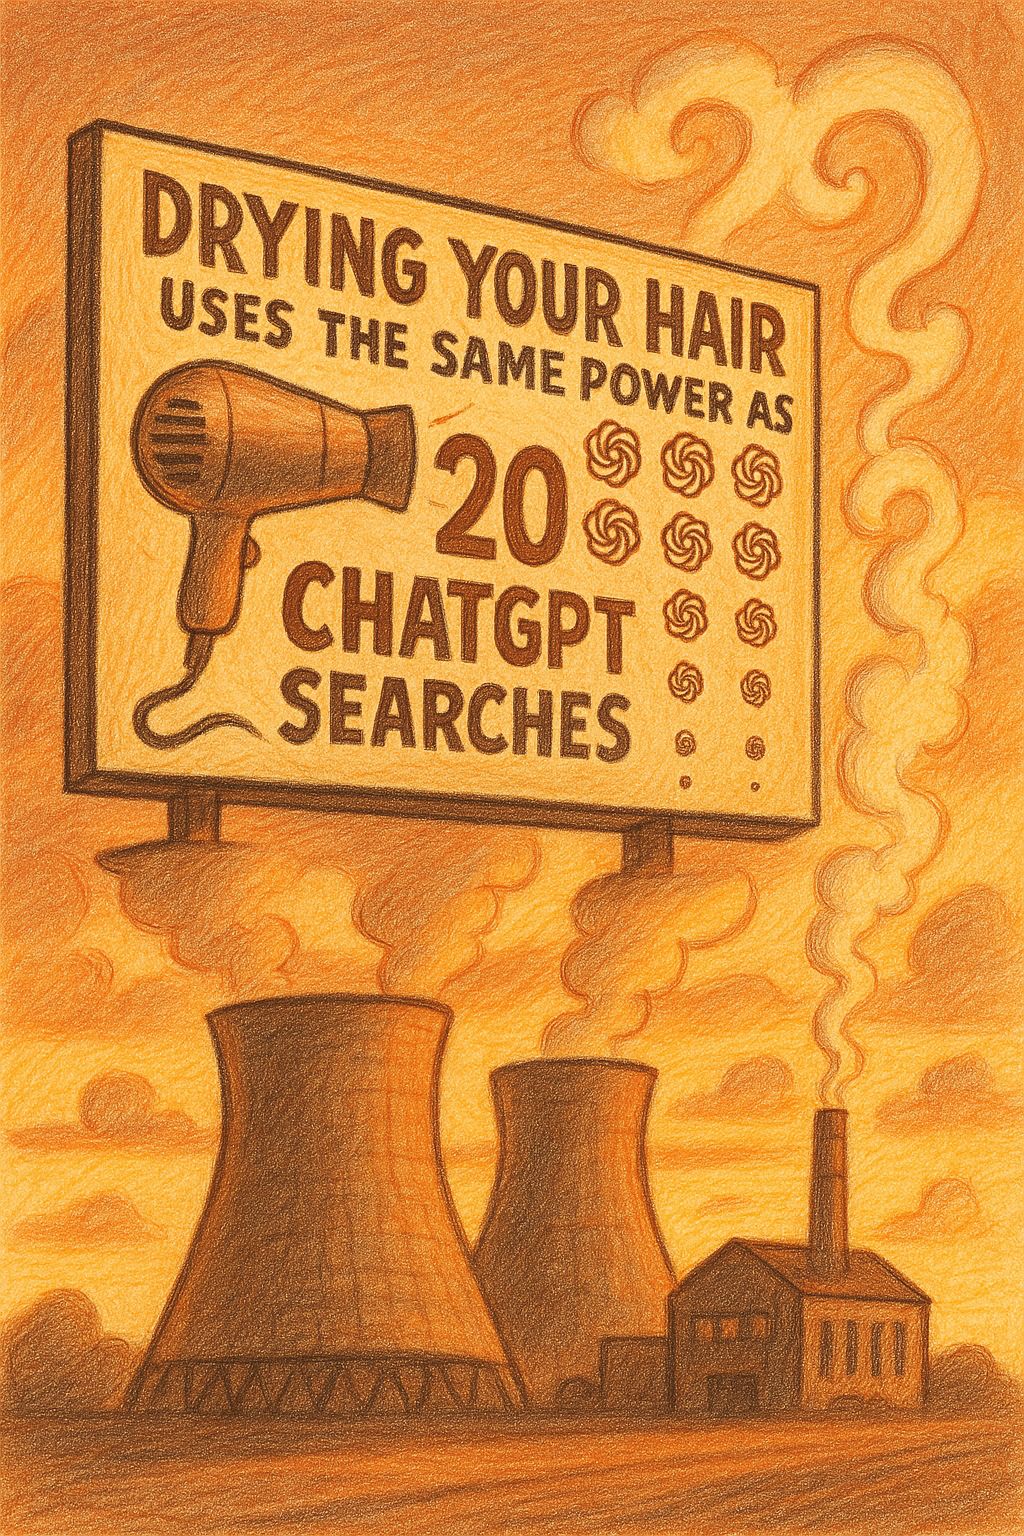 DRYING YOUR HAIR
USES THE SAME POWER AS
20
CHATGPT
SEARCHES